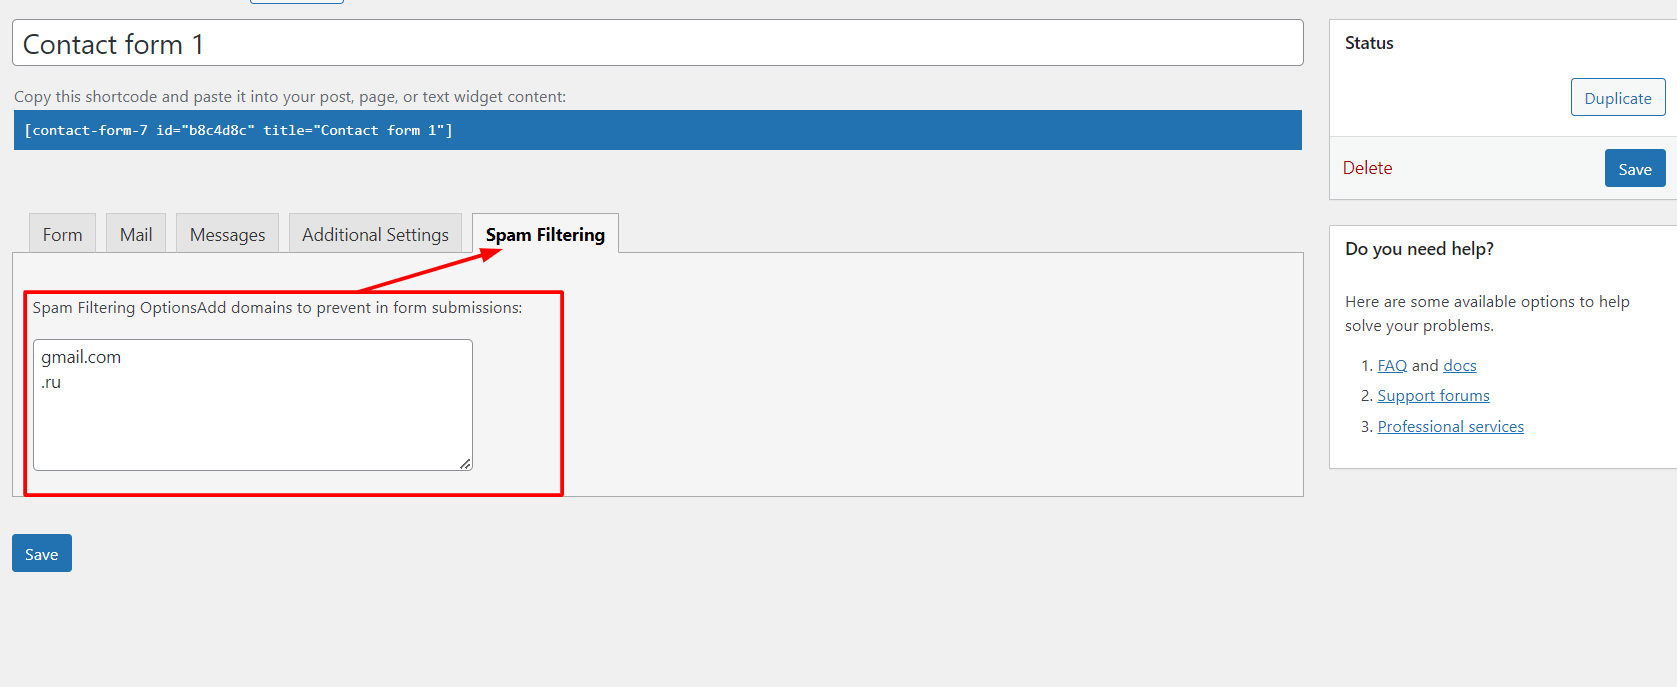 Contact form 1
Copy this shortcode and paste it into your post, page, or text widget content:
[contact-form-7 id="b8c4d8c" title="Contact form 1"]
Form
Mail
Messages
Additional Settings
Spam Filtering
Spam Filtering OptionsAdd domains to prevent in form submissions:
gmail.com
.ru
Save
Status
Duplicate
Delete
Save
Do you need help?
Here are some available options to help
solve your problems.
1. FAQ and docs
2. Support forums
3. Professional services